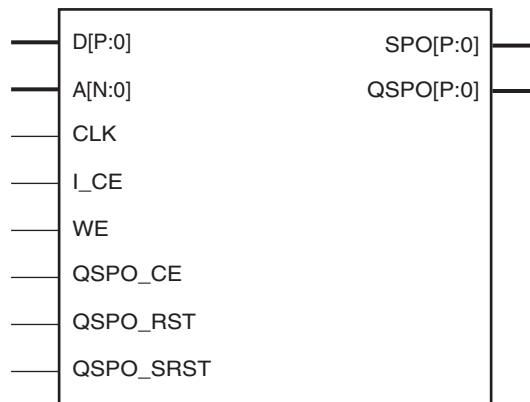 D[P:0] SPO[P:0]
A[N:0] QSPO[P:0]
CLK
I_CE
WE
QSPO_CE
QSPO_RST
QSPO_SRST